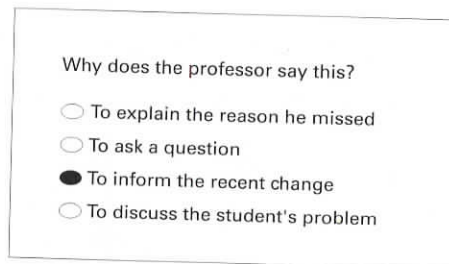 Why does the professor say this?
To explain the reason he missed
To ask a question
To inform the recent change
To discuss the student's problem